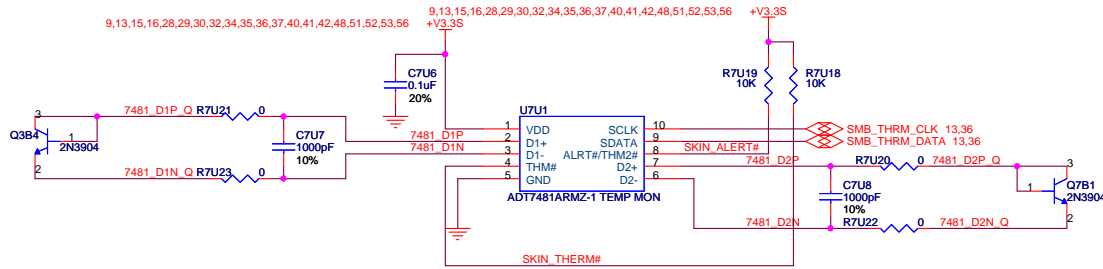 9,13,15,16,28,29,30,32,34,35,36,37,40,41,42,48,51,52,53,56
+V3.3S
9,13,15,16,28,29,30,32,34,35,36,37,40,41,42,48,51,52,53,56
+V3.3S
C7U6
0.1uF
20%
R7U19
10K
R7U18
10K
Q3B4
3
1
2
2N3904
7481_D1P_Q
R7U21
0
C7U7
1000pF
10%
7481_D1N_Q
R7U23
0
7481_D1P
7481_D1N
U7U1
1 VDD
2 D1+
3 D1-
4 THM#
5 GND
SCLK 10
SDATA 9
ALRT#/THM2# 8
D2+ 7
D2- 6
ADT7481ARMZ-1 TEMP MON
SMB_THRM_CLK 13,36
SMB_THRM_DATA 13,36
SKIN_ALERT#
7481_D2P
R7U20
0
7481_D2P_Q
C7U8
1000pF
10%
3
1
Q7B1
2N3904
2
7481_D2N
R7U22
0
7481_D2N_Q
SKIN_THERM#